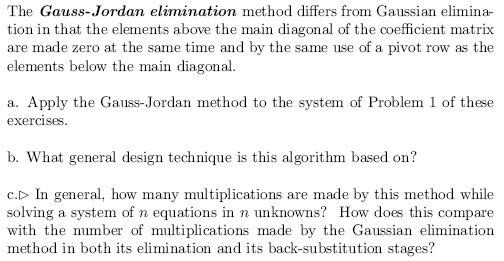 The Gauss-Jordan elimination method differs from Gaussian elimina-
tion in that the elements above the main diagonal of the coefficient matrix
are made zero at the same time and by the same use of a pivot row as the
elements below the main diagonal.
a. Apply the Gauss-Jordan method to the system of Problem 1 of these
exercises.
b. What general design technique is this algorithm based on?
c.▷ In general, how many multiplications are made by this method while
solving a system of n equations in n unknowns? How does this compare
with the number of multiplications made by the Gaussian elimination
method in both its elimination and its back-substitution stages?